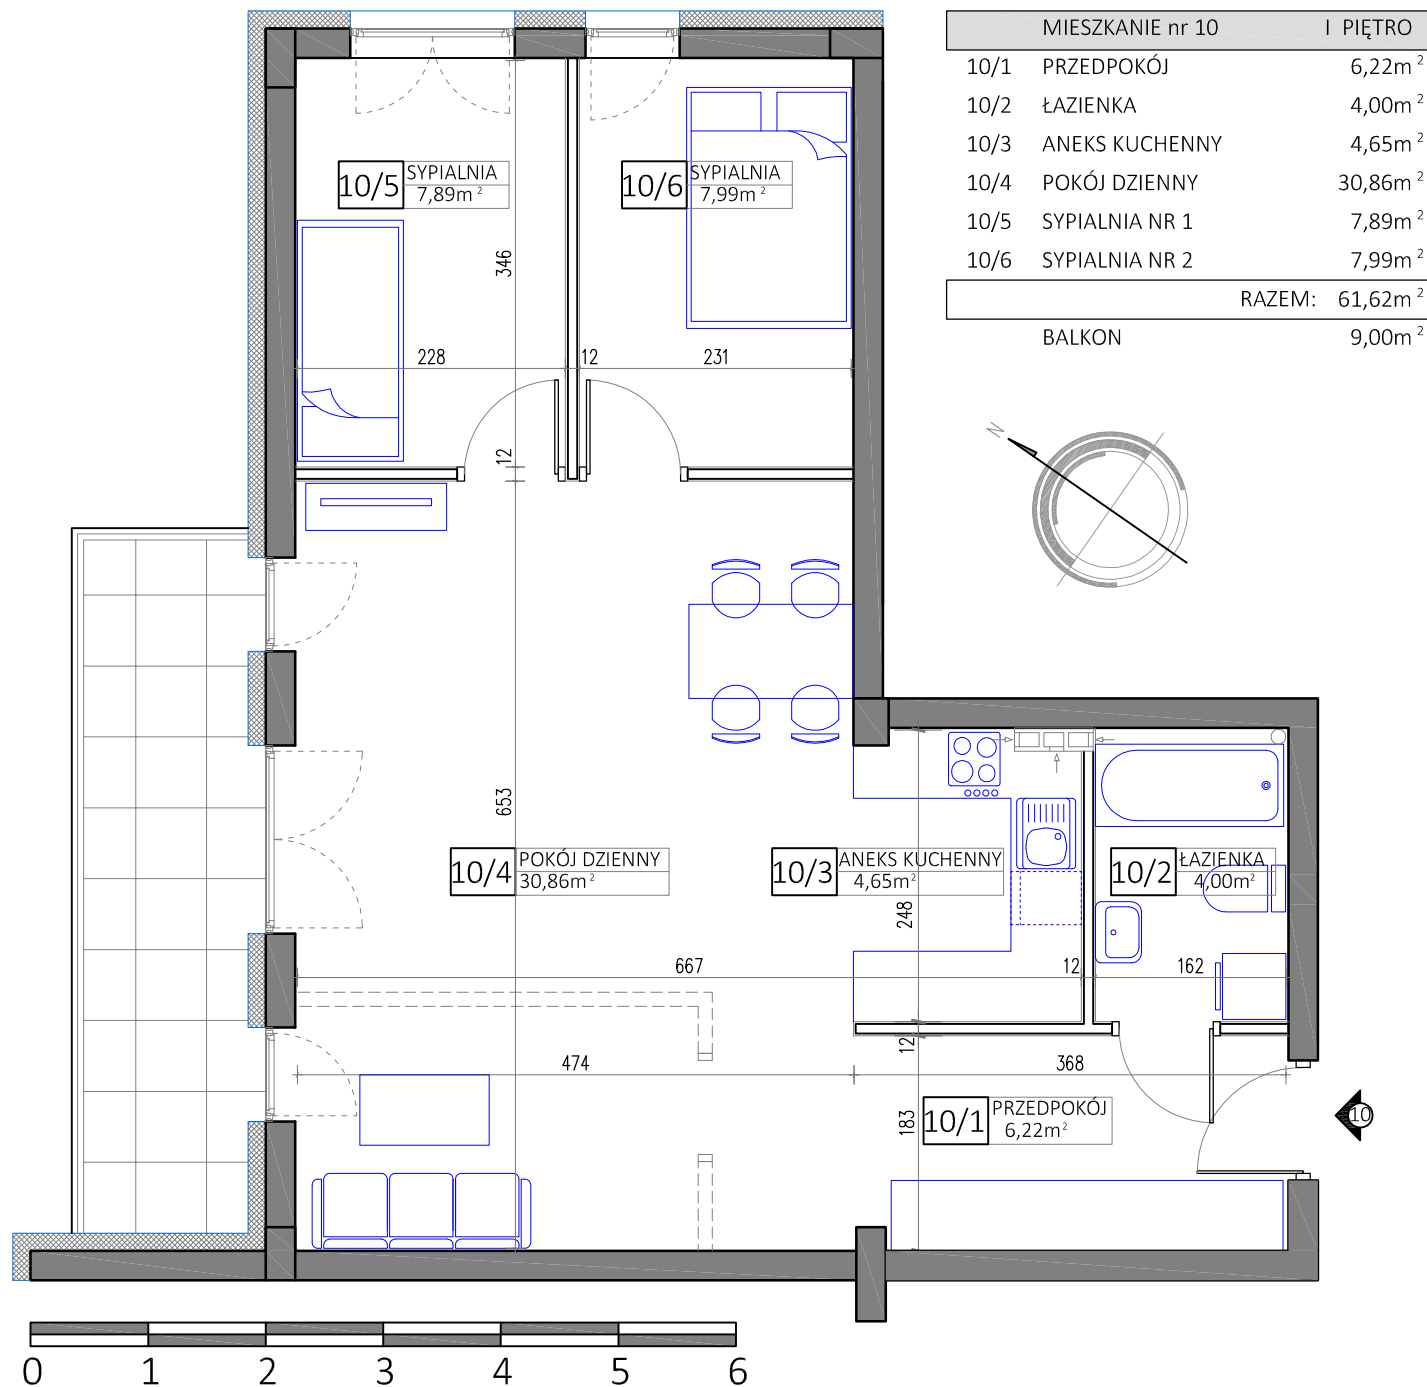 MIESZKANIE nr 10 I PIĘTRO
10/1 PRZEDPOKÓJ 6,22m²
10/2 ŁAZIENKA 4,00m²
10/3 ANEKS KUCHENNY 4,65m²
10/4 POKÓJ DZIENNY 30,86m²
10/5 SYPIALNIA NR 1 7,89m²
10/6 SYPIALNIA NR 2 7,99m²
RAZEM: 61,62m²
BALKON 9,00m²
N
10/5 SYPIALNIA
7,89m²
10/6 SYPIALNIA
7,99m²
346
228 12 231
12
653
10/4 POKÓJ DZIENNY
30,86m²
10/3 ANEKS KUCHENNY
4,65m²
10/2 ŁAZIENKA
4,00m²
248
667 12 162
12
474 368
183
10/1 PRZEDPOKÓJ
6,22m²
10
0 1 2 3 4 5 6